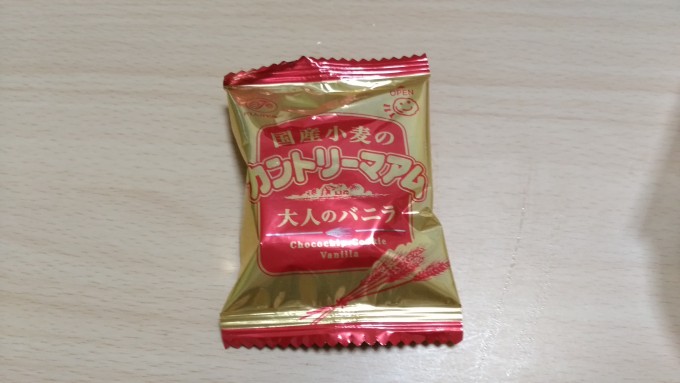 OPEN
国産小麦の
カントリーマアム
大人のバニラ
Chocochip Cookie
Vanilla